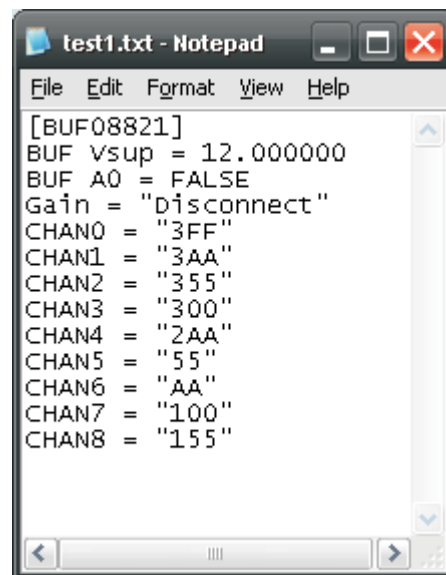 test1.txt - Notepad
File Edit Format View Help
[BUF08821]
BUF Vsup = 12.000000
BUF A0 = FALSE
Gain = "Disconnect"
CHAN0 = "3FF"
CHAN1 = "3AA"
CHAN2 = "355"
CHAN3 = "300"
CHAN4 = "2AA"
CHAN5 = "55"
CHAN6 = "AA"
CHAN7 = "100"
CHAN8 = "155"